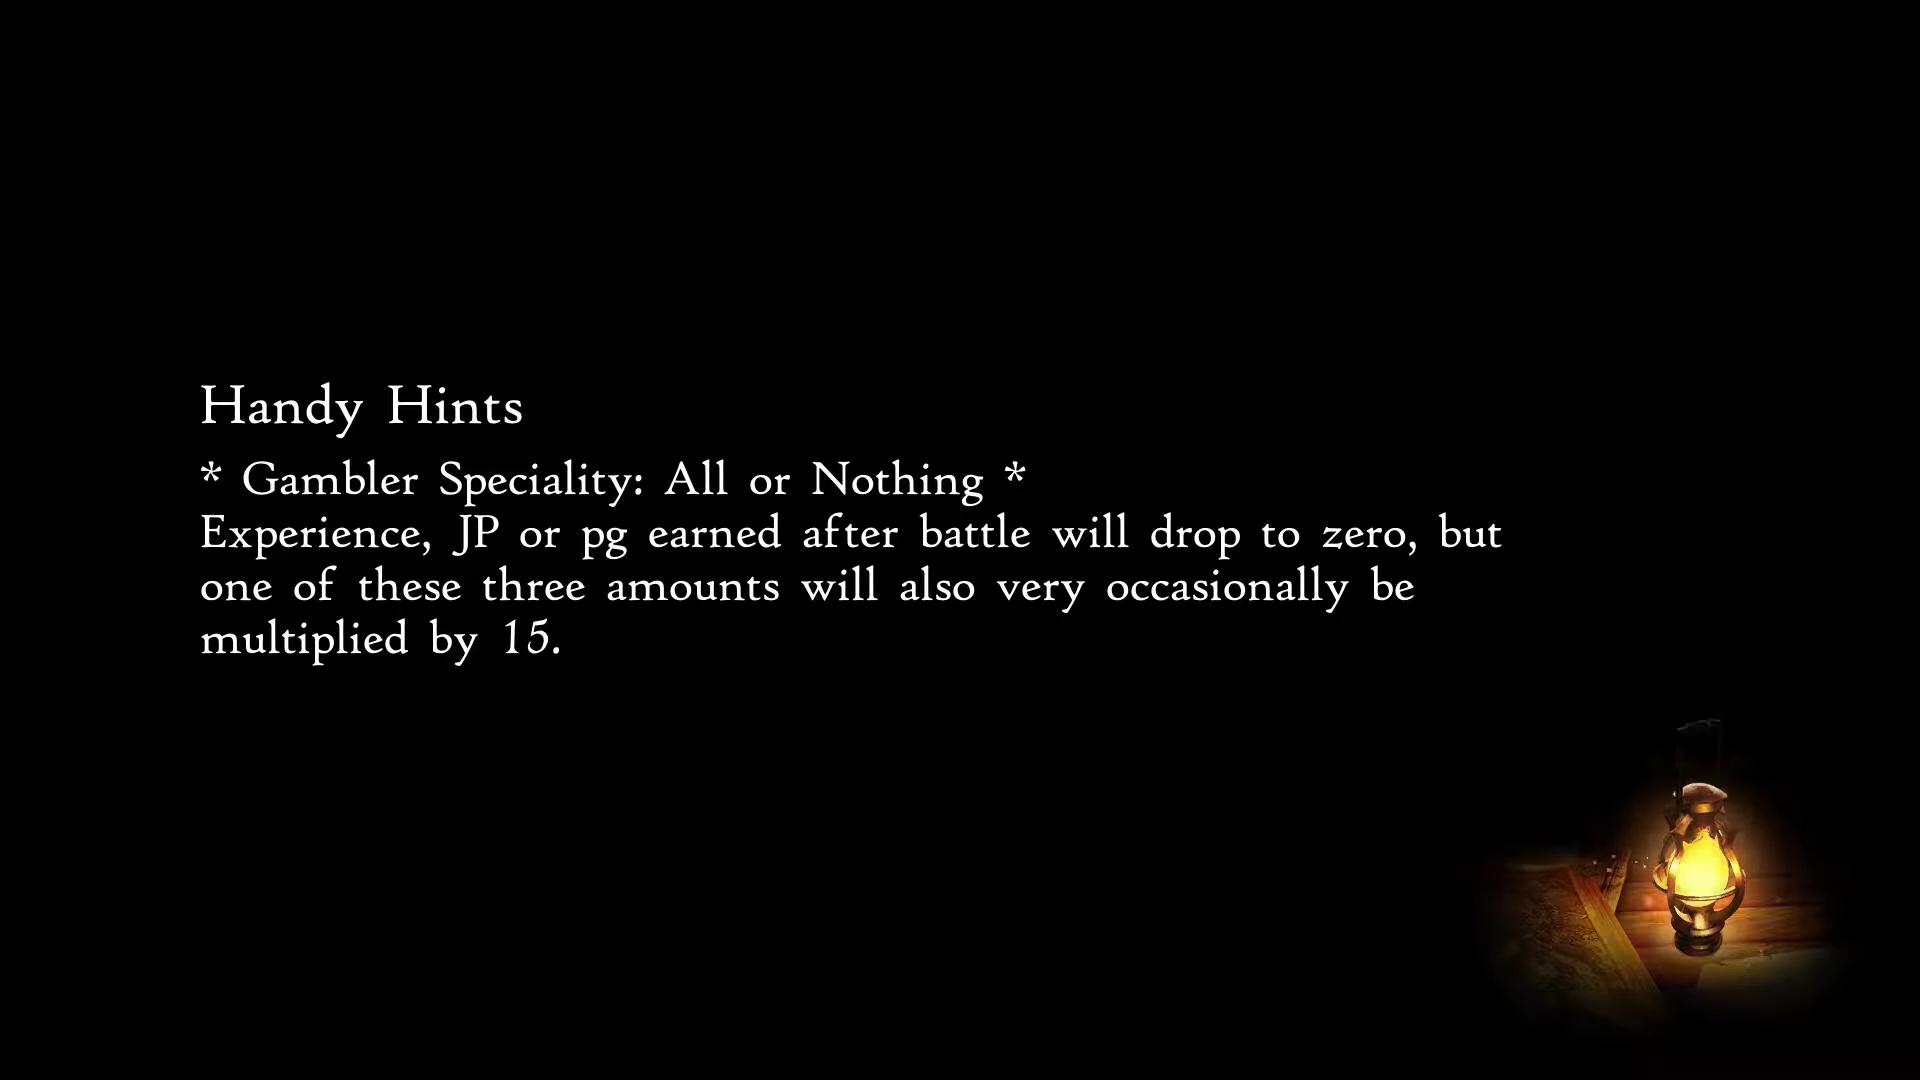 Handy Hints
* Gambler Speciality: All or Nothing *
Experience, JP or pg earned after battle will drop to zero, but
one of these three amounts will also very occasionally be
multiplied by 15.